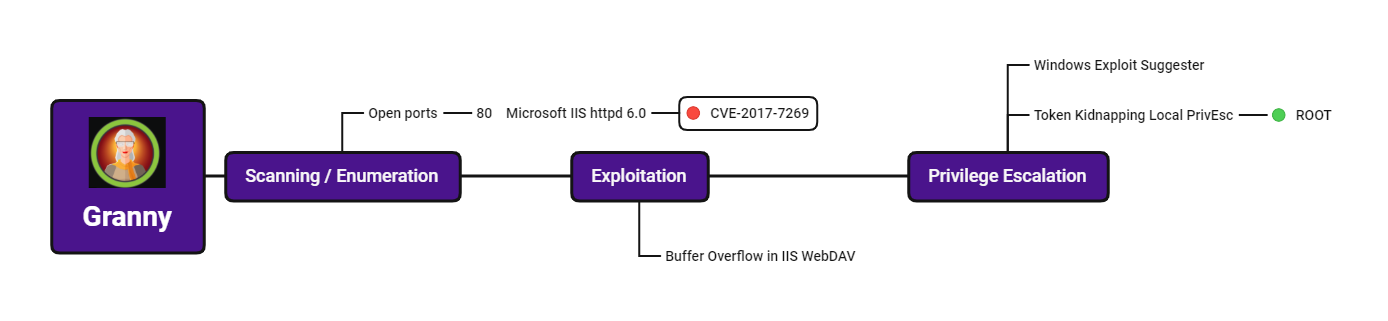 Granny
Scanning / Enumeration
Open ports
80 Microsoft IIS httpd 6.0
CVE-2017-7269
Exploitation
Buffer Overflow in IIS WebDAV
Privilege Escalation
Windows Exploit Suggester
Token Kidnapping Local PrivEsc
ROOT